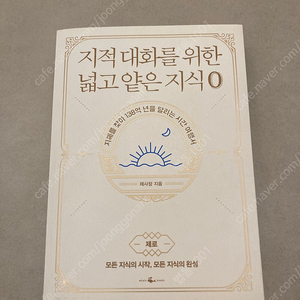 지적 대화를 위한
넓고 얕은 지식 0
지혜를 찾아 138억 년을 달리는 시간 여행서
채사장 지음
제로
모든 지식의 시작, 모든 지식의 완성